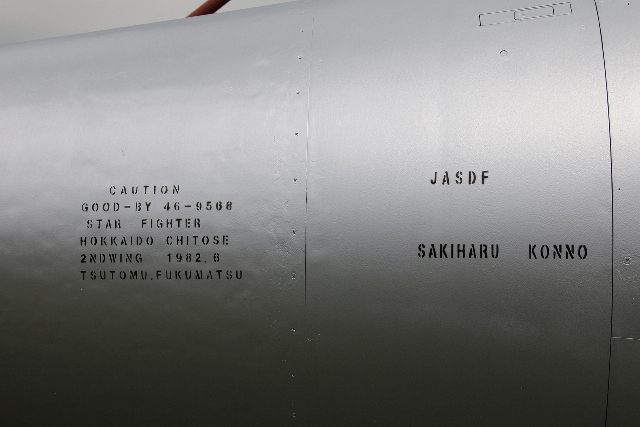 CAUTION
GOOD-BY 46-9568
STAR FIGHTER
HOKKAIDO CHITOSE
2NDWING 1982.6
TSUTOMU.FUKUMATSU
JASDF
SAKIHARU KONNO